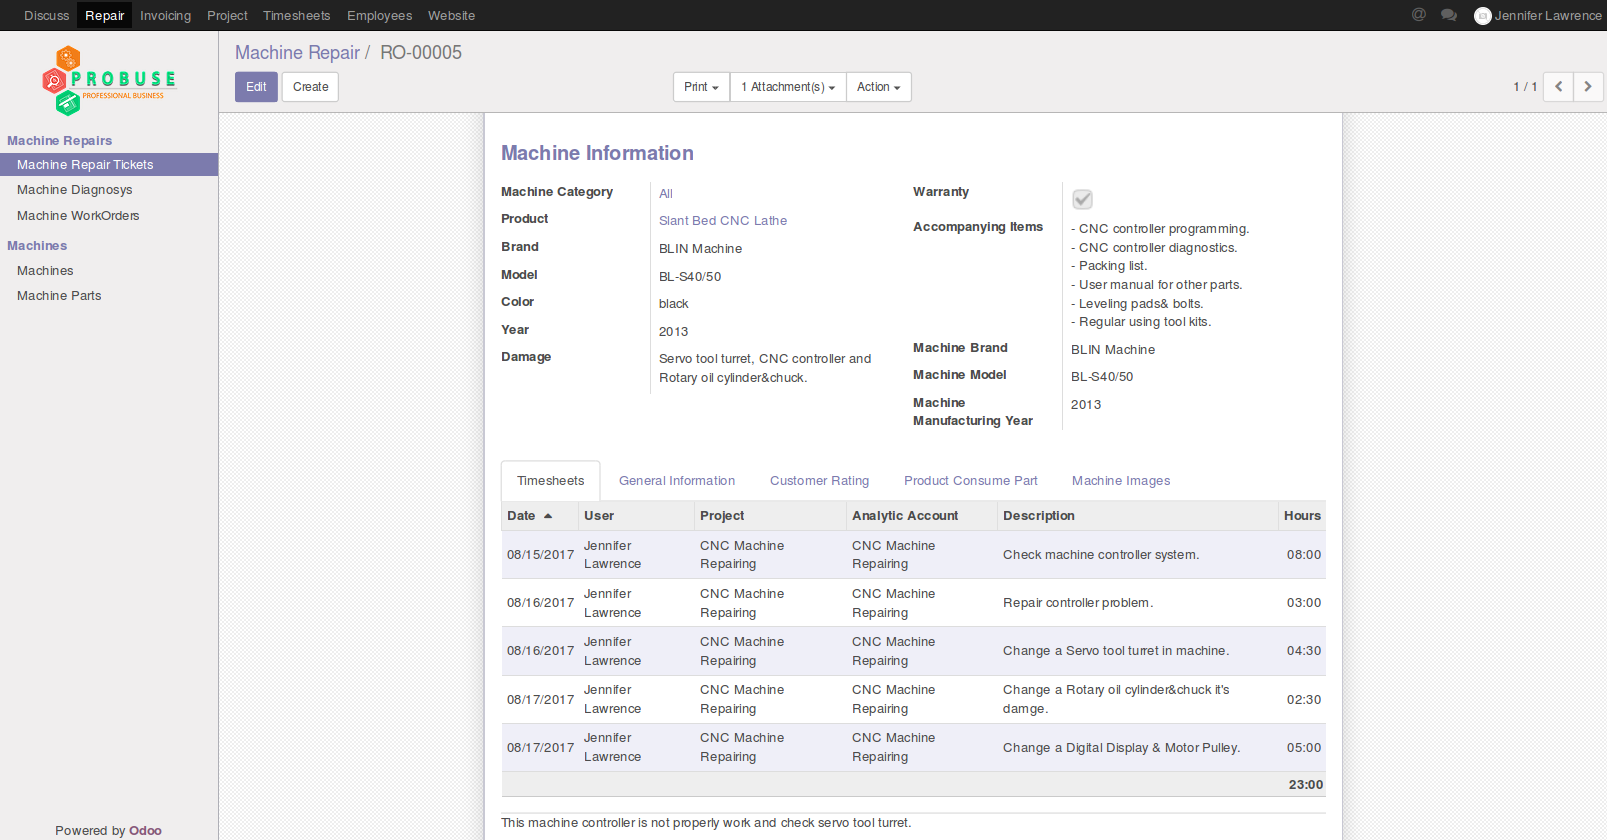 Discuss Repair Invoicing Project Timesheets Employees Website @ Jennifer Lawrence
PROBUSE
PROFESSIONAL BUSINESS
Machine Repairs
Machine Repair Tickets
Machine Diagnosys
Machine WorkOrders
Machines
Machines
Machine Parts
Powered by Odoo
Machine Repair / RO-00005
Edit Create Print 1 Attachment(s) Action 1 / 1
Machine Information
Machine Category All
Product Slant Bed CNC Lathe
Brand BLIN Machine
Model BL-S40/50
Color black
Year 2013
Damage Servo tool turret, CNC controller and
Rotary oil cylinder&chuck.
Warranty
Accompanying Items - CNC controller programming.
- CNC controller diagnostics.
- Packing list.
- User manual for other parts.
- Leveling pads& bolts.
- Regular using tool kits.
Machine Brand BLIN Machine
Machine Model BL-S40/50
Machine 2013
Manufacturing Year
Timesheets General Information Customer Rating Product Consume Part Machine Images
Date User Project Analytic Account Description Hours
08/15/2017 Jennifer Lawrence CNC Machine Repairing CNC Machine Repairing Check machine controller system. 08:00
08/16/2017 Jennifer Lawrence CNC Machine Repairing CNC Machine Repairing Repair controller problem. 03:00
08/16/2017 Jennifer Lawrence CNC Machine Repairing CNC Machine Repairing Change a Servo tool turret in machine. 04:30
08/17/2017 Jennifer Lawrence CNC Machine Repairing CNC Machine Repairing Change a Rotary oil cylinder&chuck it's damge. 02:30
08/17/2017 Jennifer Lawrence CNC Machine Repairing CNC Machine Repairing Change a Digital Display & Motor Pulley. 05:00
23:00
This machine controller is not properly work and check servo tool turret.